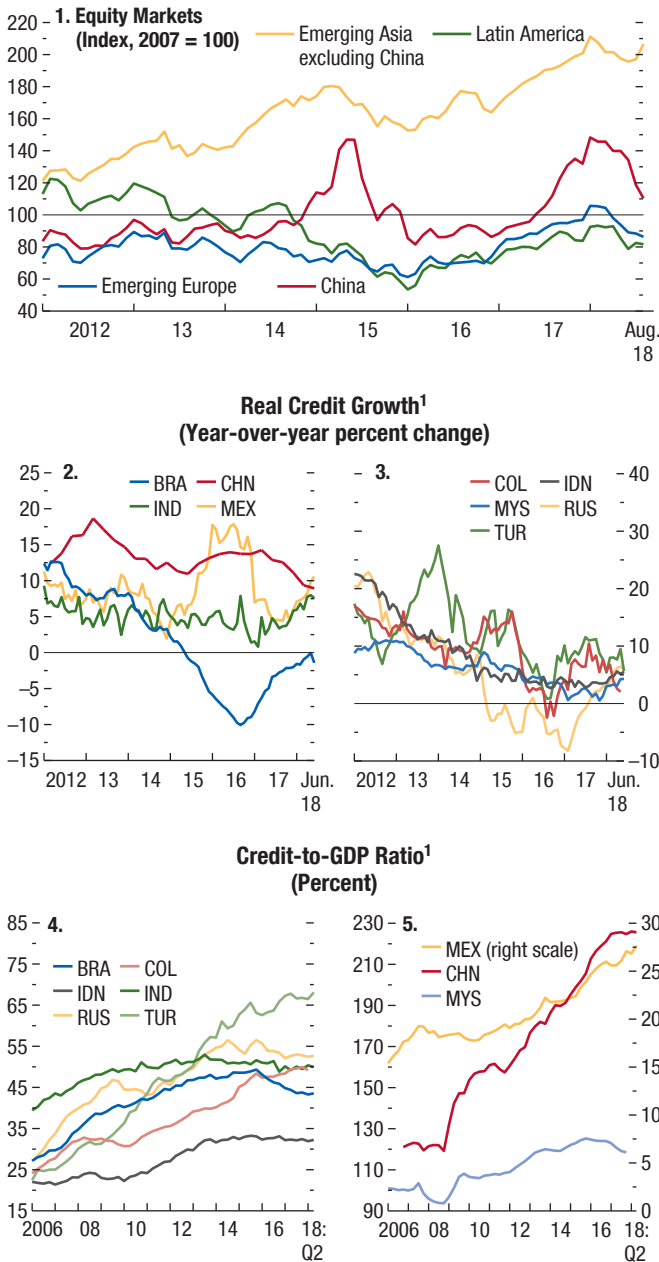 1. Equity Markets
(Index, 2007 = 100)
Emerging Asia
excluding China
Latin America
220
200
180
160
140
120
100
80
60
40
Emerging Europe
China
2012 13 14 15 16 17 Aug.
18
Real Credit Growth1
(Year-over-year percent change)
2.
BRA CHN
IND MEX
25
20
15
10
5
0
–5
–10
–15
2012 13 14 15 16 17 Jun.
18
3.
COL IDN
MYS RUS
TUR
40
30
20
10
0
–10
2012 13 14 15 16 17 Jun.
18
Credit-to-GDP Ratio1
(Percent)
4.
BRA COL
IDN IND
RUS TUR
85
75
65
55
45
35
25
15
2006 08 10 12 14 16 18:
Q2
5.
MEX (right scale)
CHN
MYS
230
210
190
170
150
130
110
90
30
25
20
15
10
5
0
2006 08 10 12 14 16 18:
Q2